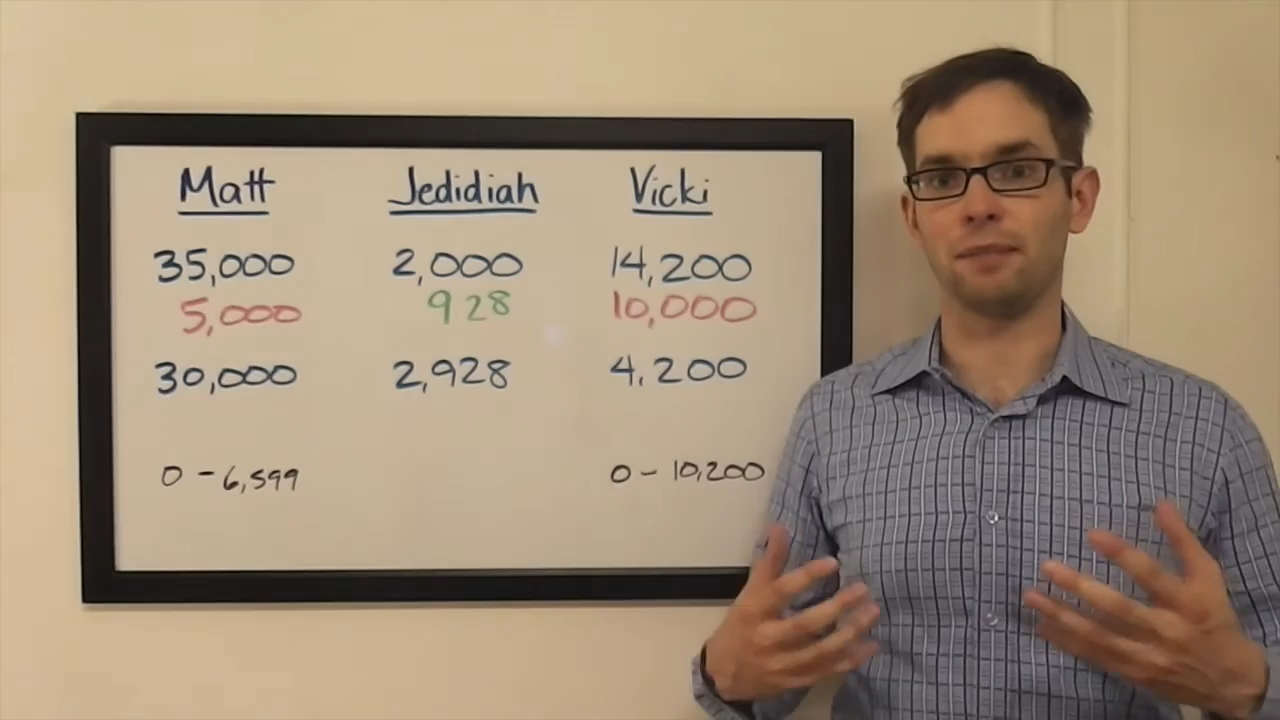 Matt Jedidiah Vicki
35,000 2,000 14,200
5,000 928 10,000
30,000 2,928 4,200
0 - 6,599 0 - 10,200